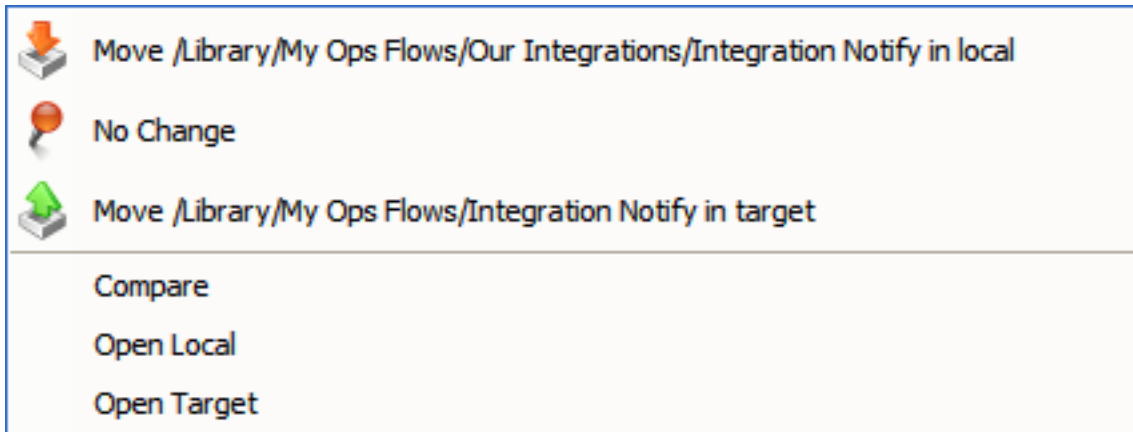 Move /Library/My Ops Flows/Our Integrations/Integration Notify in local
No Change
Move /Library/My Ops Flows/Integration Notify in target
Compare
Open Local
Open Target